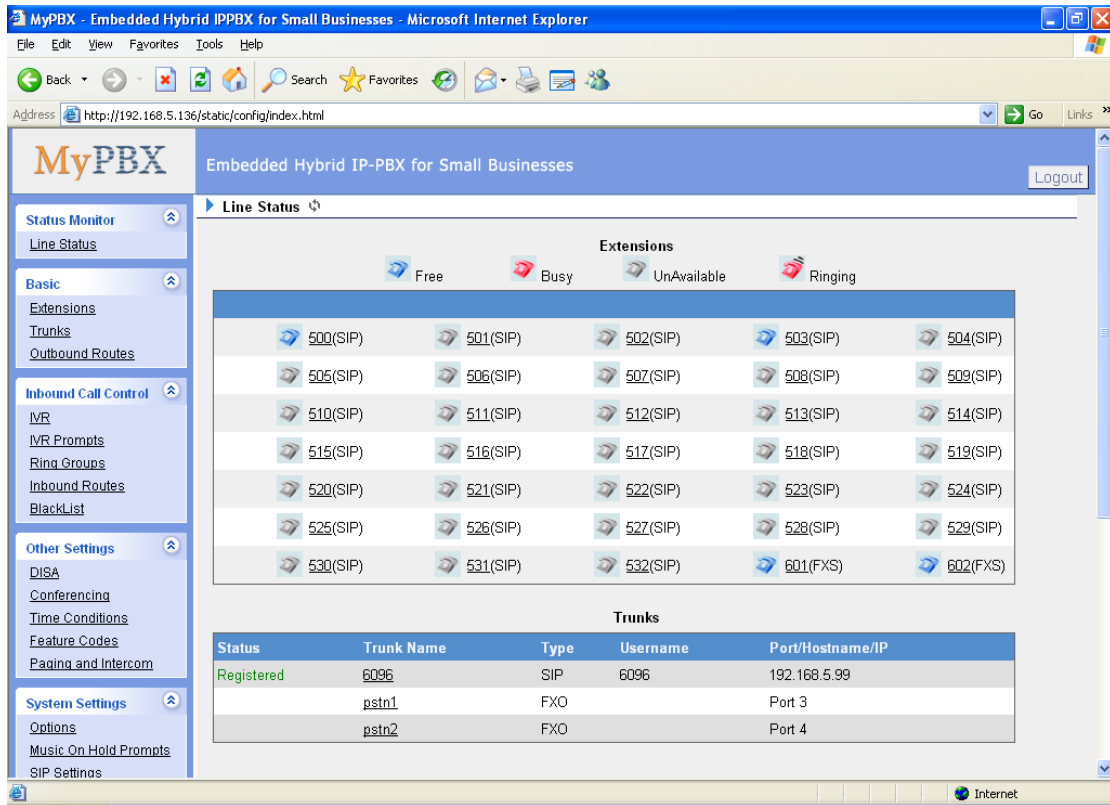 MyPBX - Embedded Hybrid IPPBX for Small Businesses - Microsoft Internet Explorer
File Edit View Favorites Tools Help
Back Search Favorites
Address http://192.168.5.136/static/config/index.html Go Links »
MyPBX
Embedded Hybrid IP-PBX for Small Businesses
Logout
Status Monitor
Line Status
Basic
Extensions
Trunks
Outbound Routes
Inbound Call Control
IVR
IVR Prompts
Ring Groups
Inbound Routes
BlackList
Other Settings
DISA
Conferencing
Time Conditions
Feature Codes
Paging and Intercom
System Settings
Options
Music On Hold Prompts
SIP Settings
Line Status
Extensions
Free Busy UnAvailable Ringing
500(SIP) 501(SIP) 502(SIP) 503(SIP) 504(SIP)
505(SIP) 506(SIP) 507(SIP) 508(SIP) 509(SIP)
510(SIP) 511(SIP) 512(SIP) 513(SIP) 514(SIP)
515(SIP) 516(SIP) 517(SIP) 518(SIP) 519(SIP)
520(SIP) 521(SIP) 522(SIP) 523(SIP) 524(SIP)
525(SIP) 526(SIP) 527(SIP) 528(SIP) 529(SIP)
530(SIP) 531(SIP) 532(SIP) 601(FXS) 602(FXS)
Trunks
Status Trunk Name Type Username Port/Hostname/IP
Registered 6096 SIP 6096 192.168.5.99
pstn1 FXO Port 3
pstn2 FXO Port 4
Internet